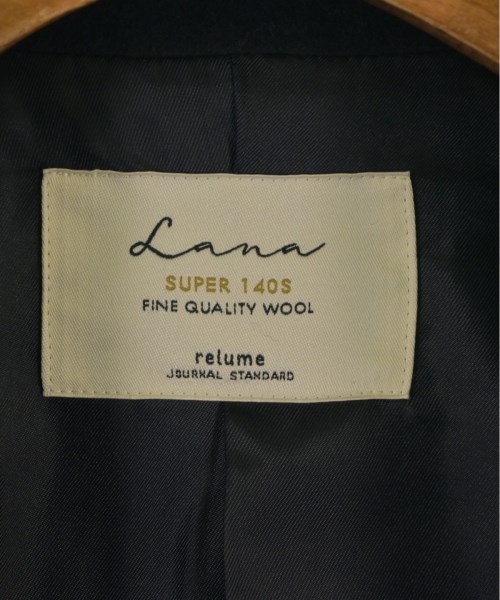 Lana
SUPER 140S
FINE QUALITY WOOL
relume
JOURNAL STANDARD